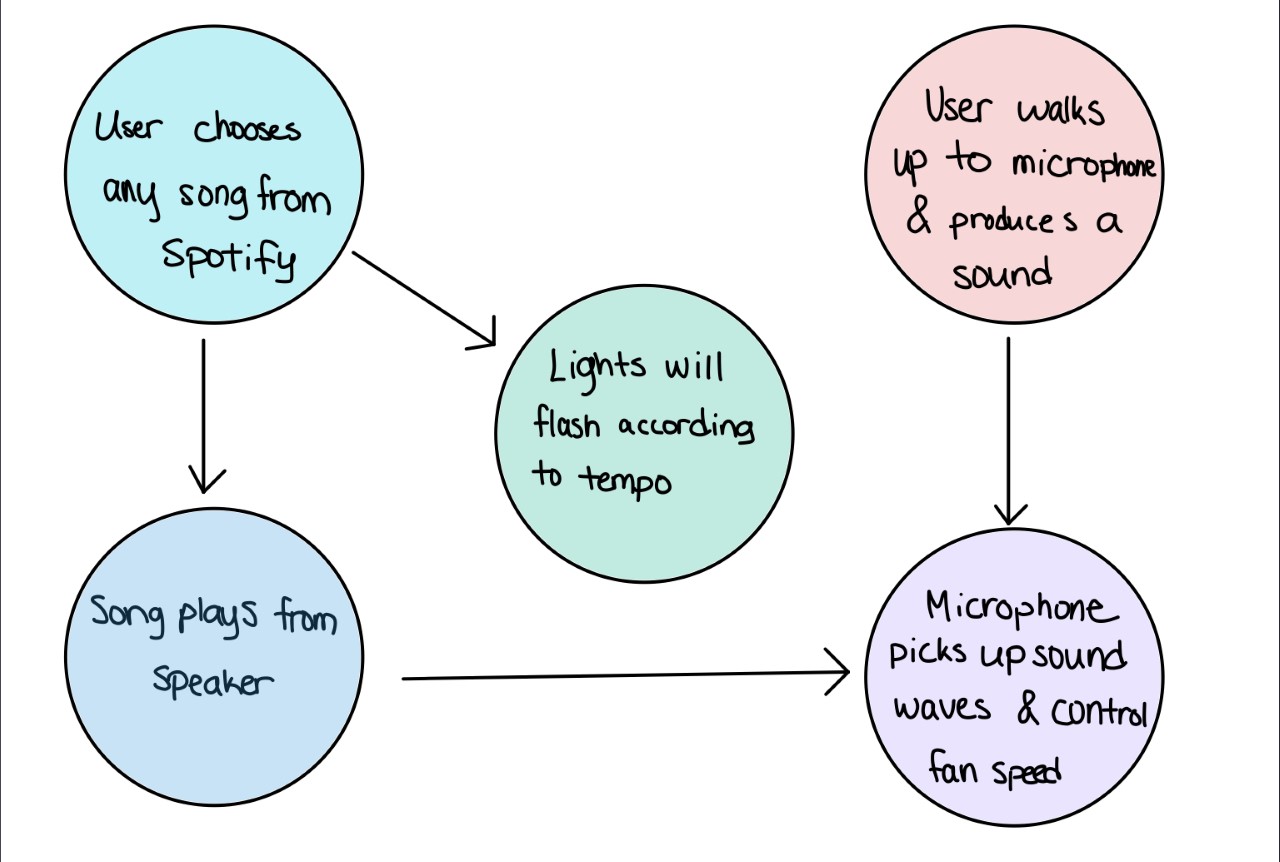 User chooses
any song from
Spotify
User walks
up to microphone
& produces a
sound
Lights will
flash according
to tempo
Song plays from
speaker
Microphone
picks up sound
waves & control
fan speed